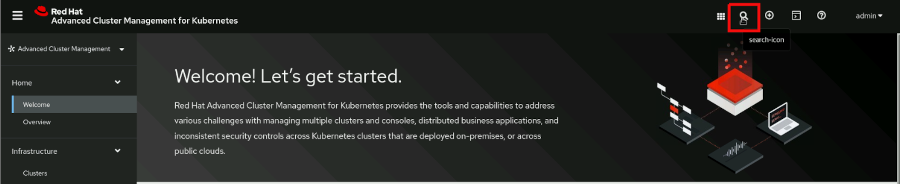 Red Hat
Advanced Cluster Management for Kubernetes
admin
search-icon
Advanced Cluster Management
Home
Welcome
Overview
Infrastructure
Clusters
Welcome! Let's get started.
Red Hat Advanced Cluster Management for Kubernetes provides the tools and capabilities to address
various challenges with managing multiple clusters and consoles, distributed business applications, and
inconsistent security controls across Kubernetes clusters that are deployed on-premises, or across
public clouds.